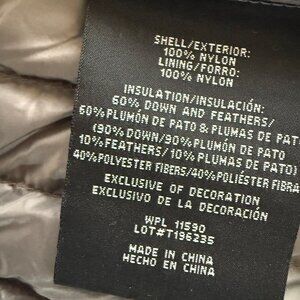 SHELL/EXTERIOR:
100% NYLON
LINING/FORRO:
100% NYLON
INSULATION/INSULACIÓN:
60% DOWN AND FEATHERS/
60% PLUMÓN DE PATO & PLUMAS DE PATO
(90% DOWN/90% PLUMÓN DE PATO
10% FEATHERS/10% PLUMAS DE PATO)
40% POLYESTER FIBERS/40% POLIÉSTER FIBRA
EXCLUSIVE OF DECORATION
EXCLUSIVO DE LA DECORACIÓN
WPL 11590
LOT#T196235
MADE IN CHINA
HECHO EN CHINA